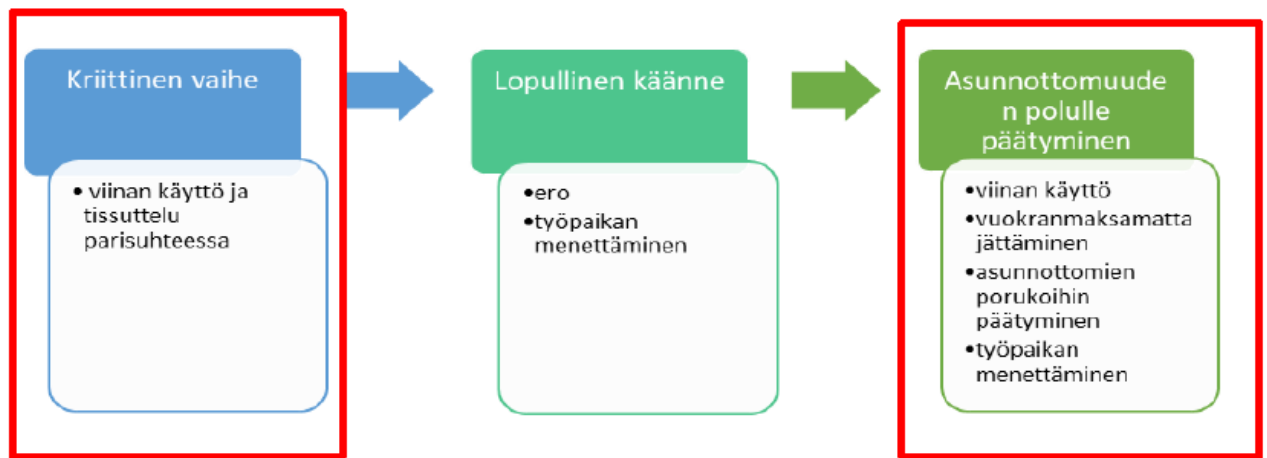 Kriittinen vaihe
• viinan käyttö ja
tissuttelu
parisuhteessa
Lopullinen käänne
•ero
•työpaikan
menettäminen
Asunnottomuude
n polulle
päätyminen
•viinan käyttö
•vuokranmaksamatta
jättäminen
•asunnottomien
porukoihin
päätyminen
•työpaikan
menettäminen